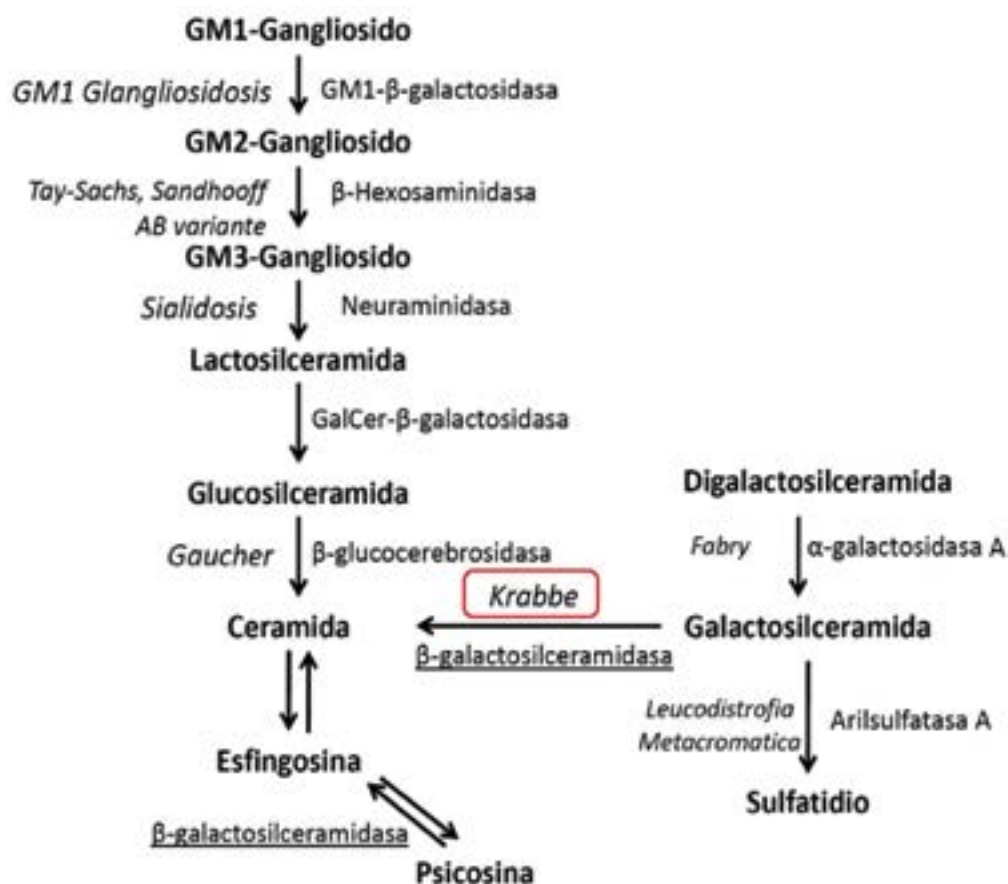 GM1-Gangliosido
GM1 Glangliosidosis
GM1-β-galactosidasa
GM2-Gangliosido
Tay-Sachs, Sandhooff
AB variante
β-Hexosaminidasa
GM3-Gangliosido
Sialidosis
Neuraminidasa
Lactosilceramida
GalCer-β-galactosidasa
Glucosilceramida
Gaucher
β-glucocerebrosidasa
Digalactosilceramida
Fabry
α-galactosidasa A
Krabbe
Ceramida
β-galactosilceramidasa
Galactosilceramida
Leucodistrofia
Metacromatica
Arilsulfatasa A
Esfingosina
Sulfatidio
β-galactosilceramidasa
Psicosina